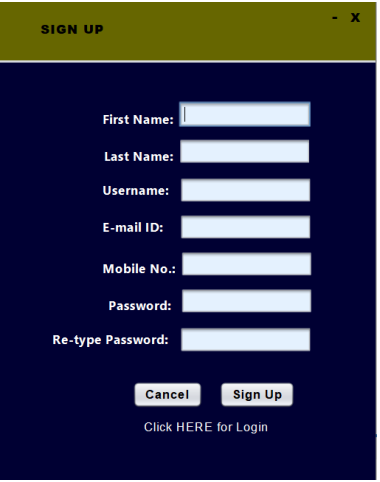 SIGN UP - X
First Name:
Last Name:
Username:
E-mail ID:
Mobile No.:
Password:
Re-type Password:
Cancel Sign Up
Click HERE for Login